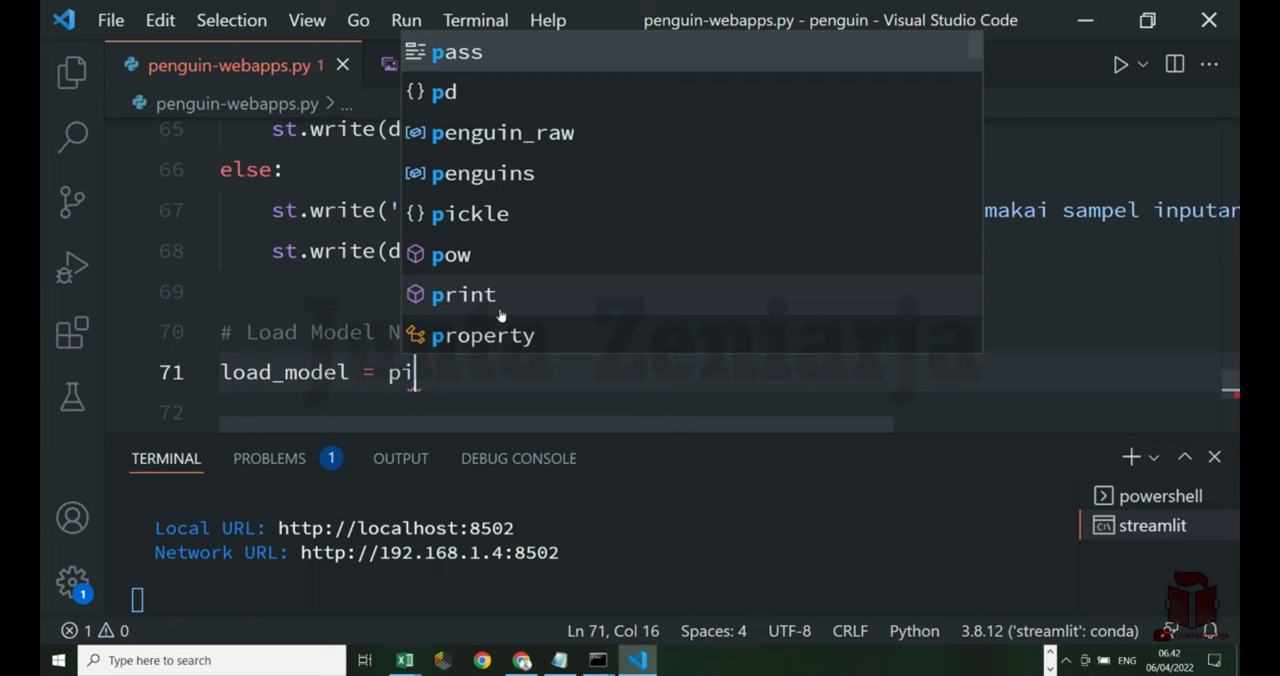 File Edit Selection View Go Run Terminal Help penguin-webapps.py - penguin - Visual Studio Code
penguin-webapps.py 1
penguin-webapps.py > ...
pass
pd
penguin_raw
penguins
pickle
pow
print
property
65 st.write(d
66 else:
67 st.write(' makai sampel inputan
68 st.write(d
69
70 # Load Model N
71 load_model = pi
72
Junta Zemiarja
TERMINAL PROBLEMS 1 OUTPUT DEBUG CONSOLE
Local URL: http://localhost:8502
Network URL: http://192.168.1.4:8502
powershell
streamlit
1
1 0 Ln 71, Col 16 Spaces: 4 UTF-8 CRLF Python 3.8.12 ('streamlit': conda)
Type here to search
ENG
06.42
06/04/2022